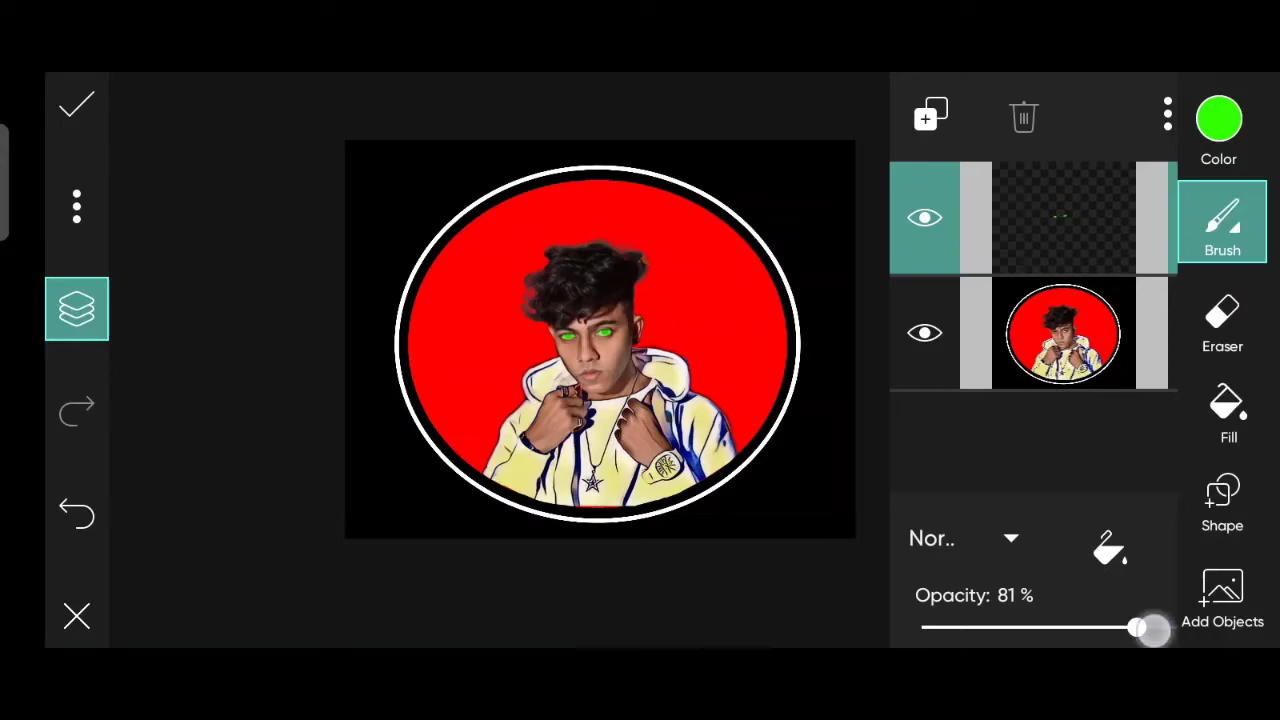 Color
Brush
Eraser
Fill
Shape
Nor..
Opacity: 81 %
Add Objects